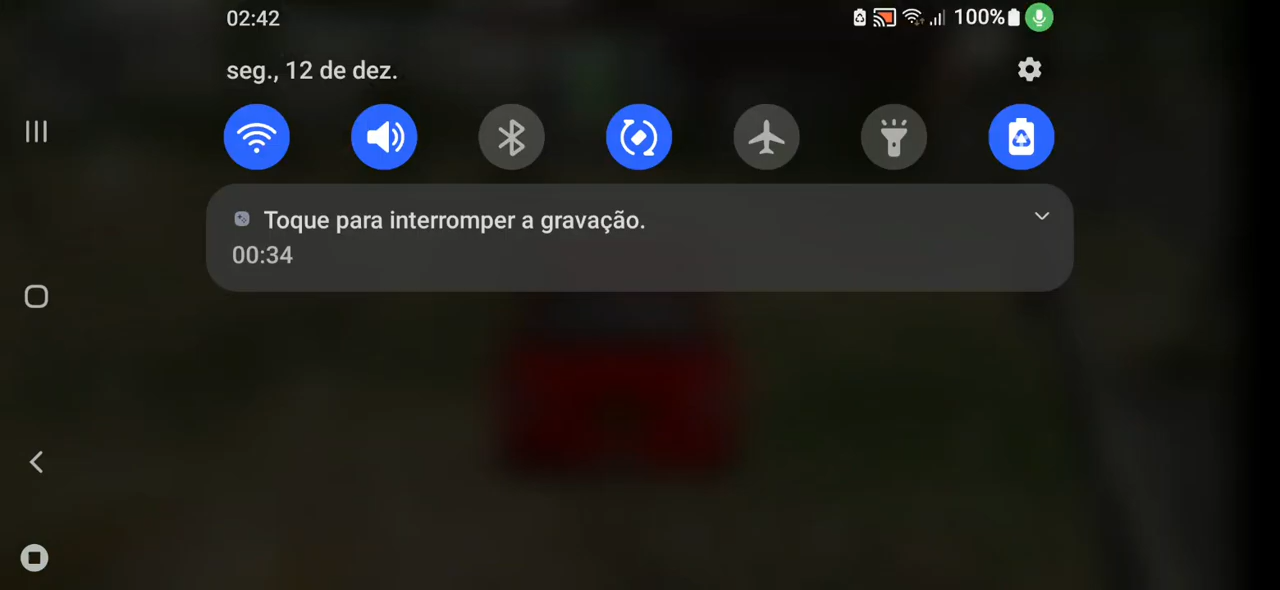 02:42
100%
seg., 12 de dez.
Toque para interromper a gravação.
00:34